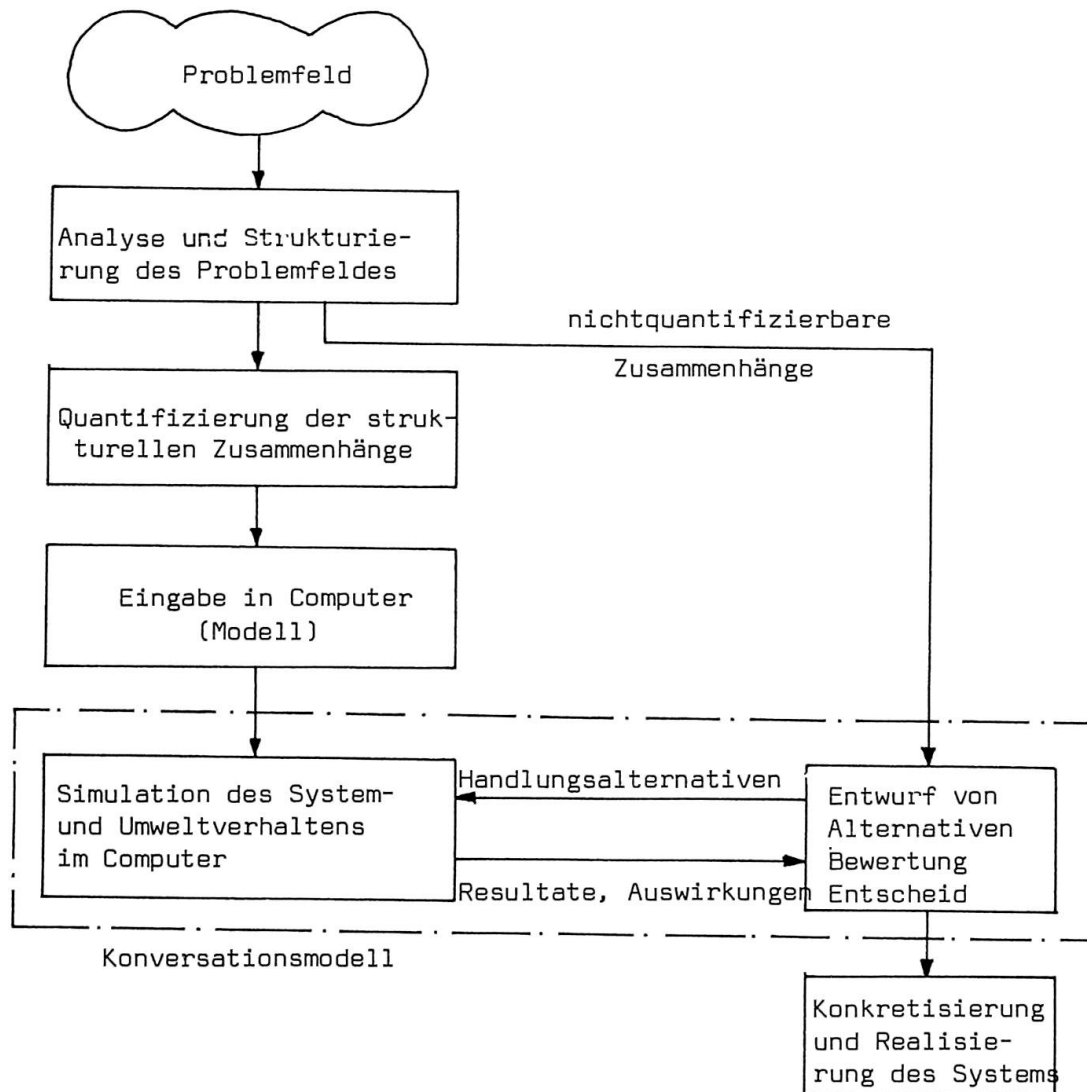 Problemfeld
Analyse und Strukturie-
rung des Problemfeldes
nichtquantifizierbare
Zusammenhänge
Quantifizierung der struk-
turellen Zusammenhänge
Eingabe in Computer
(Modell)
Simulation des System-
und Umweltverhaltens
im Computer
Handlungsalternativen
Resultate, Auswirkungen
Entwurf von
Alternativen
Bewertung
Entscheid
Konversationsmodell
Konkretisierung
und Realisie-
rung des Systems